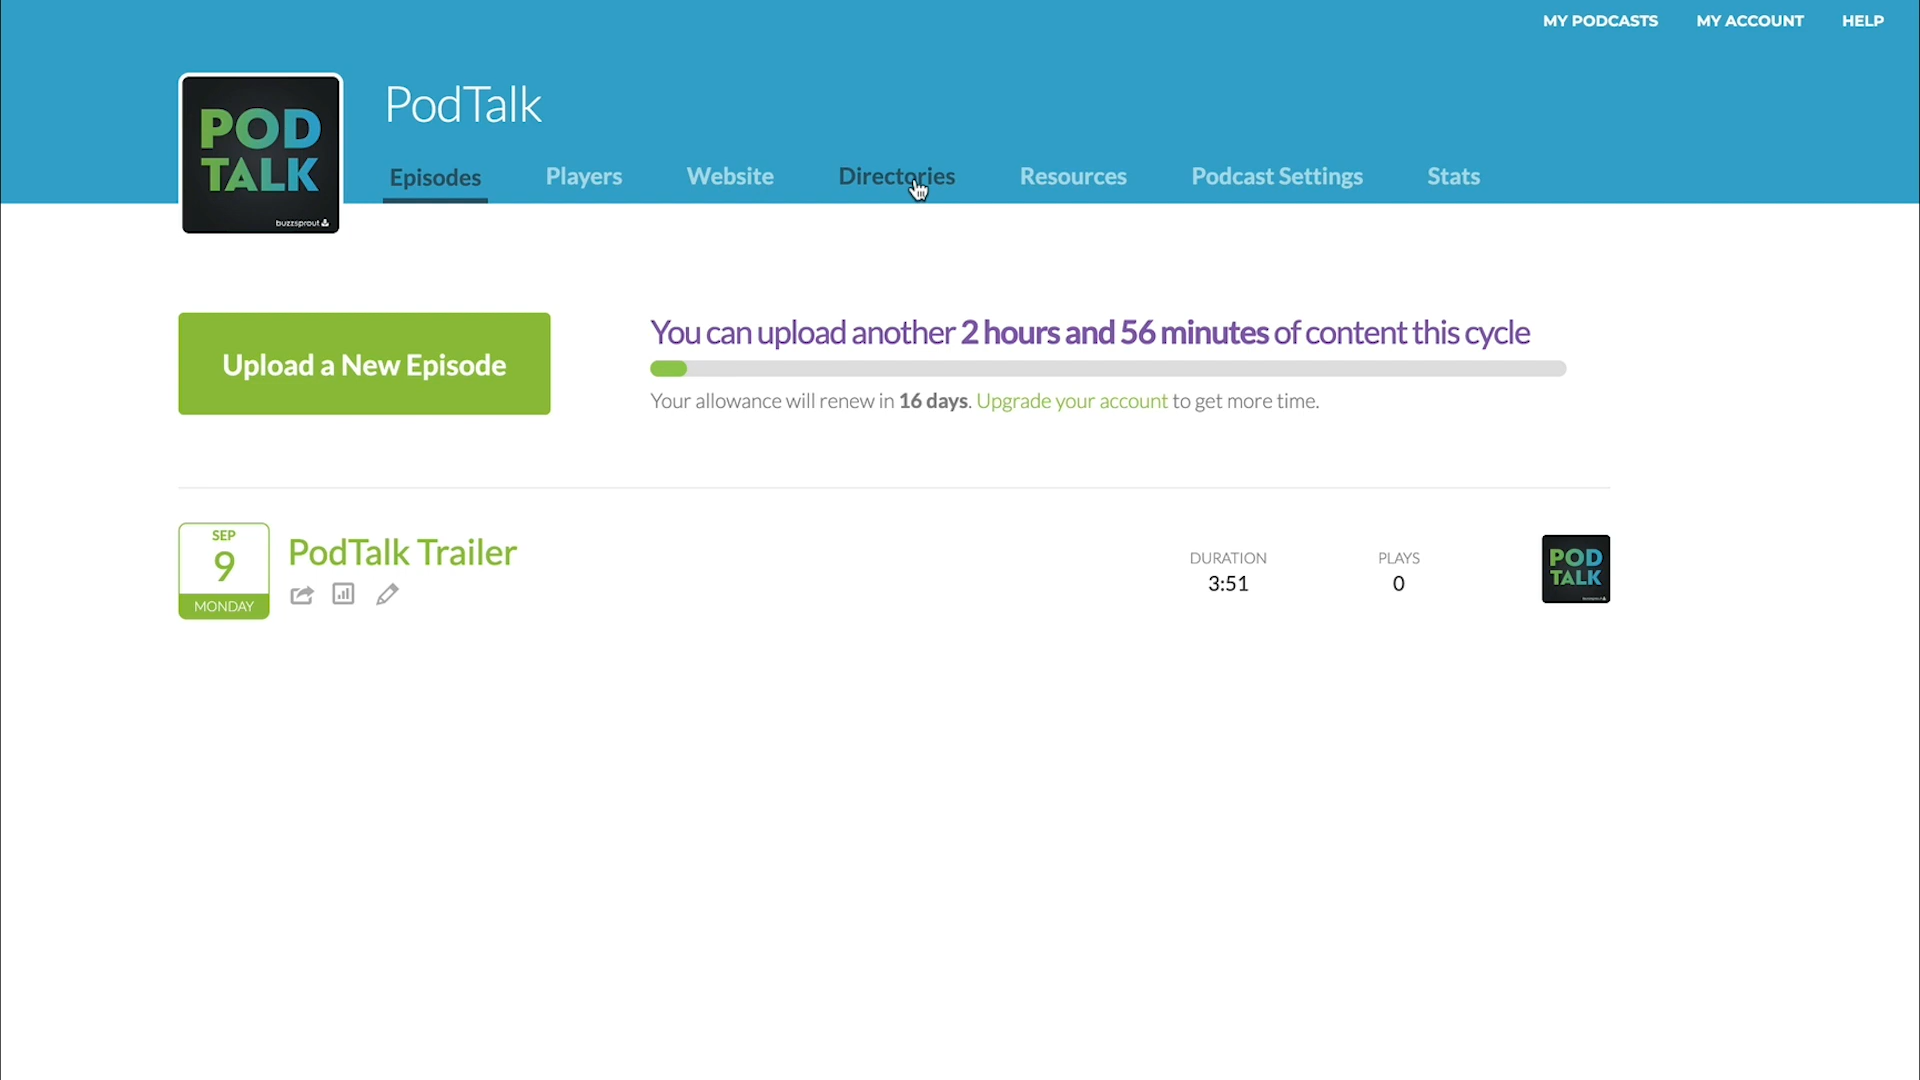 MY PODCASTS MY ACCOUNT HELP
POD
TALK
buzzsprout
PodTalk
Episodes Players Website Directories Resources Podcast Settings Stats
Upload a New Episode
You can upload another 2 hours and 56 minutes of content this cycle
Your allowance will renew in 16 days. Upgrade your account to get more time.
SEP
9
MONDAY
PodTalk Trailer
DURATION
3:51
PLAYS
0
POD
TALK